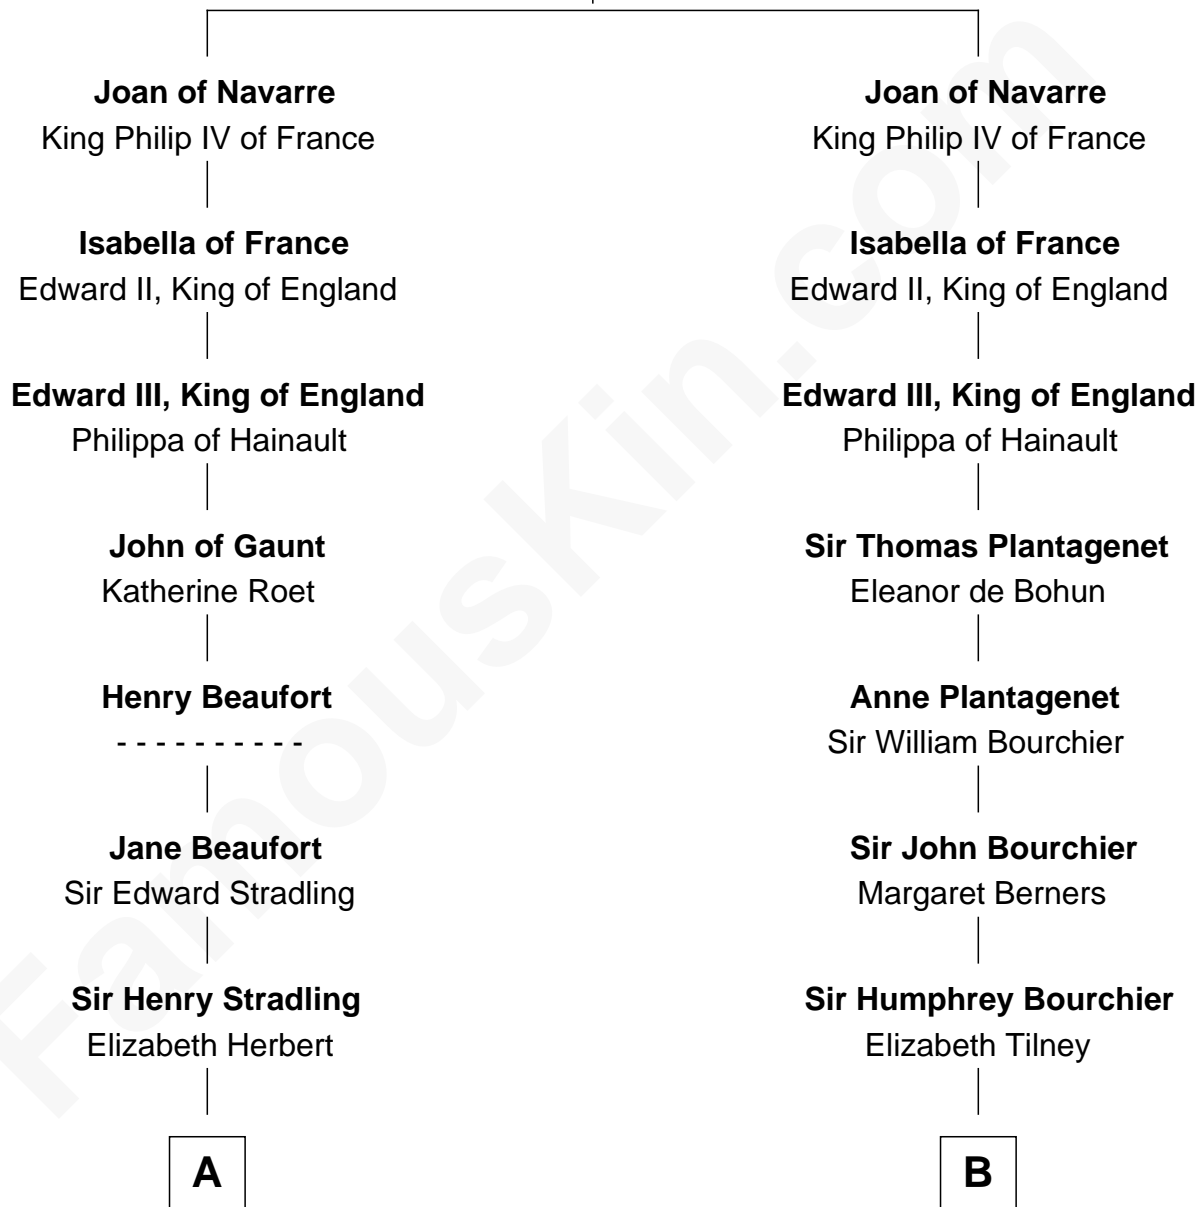 Joan of Navarre
King Philip IV of France
Isabella of France
Edward II, King of England
Edward III, King of England
Philippa of Hainault
John of Gaunt
Katherine Roet
Henry Beaufort
- - - - - - - - - -
Jane Beaufort
Sir Edward Stradling
Sir Henry Stradling
Elizabeth Herbert
A
Joan of Navarre
King Philip IV of France
Isabella of France
Edward II, King of England
Edward III, King of England
Philippa of Hainault
Sir Thomas Plantagenet
Eleanor de Bohun
Anne Plantagenet
Sir William Bourchier
Sir John Bourchier
Margaret Berners
Sir Humphrey Bourchier
Elizabeth Tilney
B
FamousKin.com